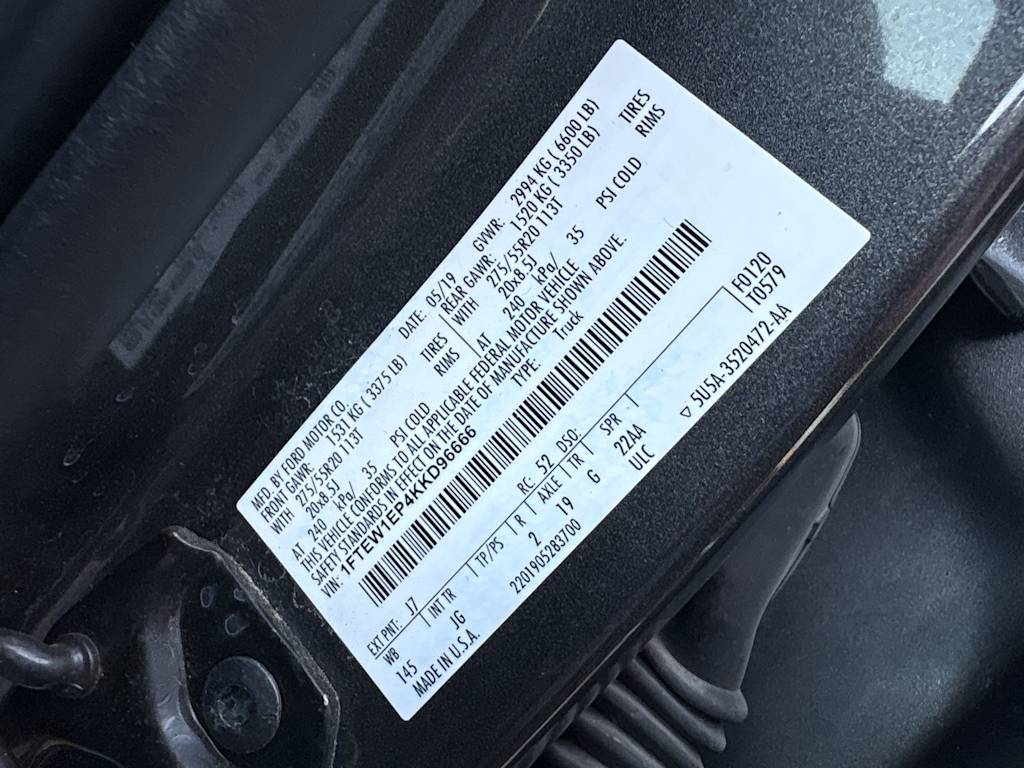 MFD. BY FORD MOTOR CO.
DATE: 05/19 GVWR: 2994 KG ( 6600 LB)
FRONT GAWR: 1531 KG ( 3375 LB) REAR GAWR: 1520 KG ( 3350 LB)
WITH 275/55R20 113T TIRES WITH 275/55R20 113T TIRES
20x8.5J RIMS 20x8.5J RIMS
AT 240 kPa/ 35 PSI COLD AT 240 kPa/ 35 PSI COLD
THIS VEHICLE CONFORMS TO ALL APPLICABLE FEDERAL MOTOR VEHICLE
SAFETY STANDARDS IN EFFECT ON THE DATE OF MANUFACTURE SHOWN ABOVE.
VIN: 1FTEW1EP4KKD96666 TYPE: Truck
EXT PNT: J7 RC: 52 DSO: F0120
WB | INT TR | TP/PS | R | AXLE | TR | SPR | T0579
145 JG 2 19 G 22AA
MADE IN U.S.A. 2201905283700 ULC
▽ 5U5A-3520472-AA